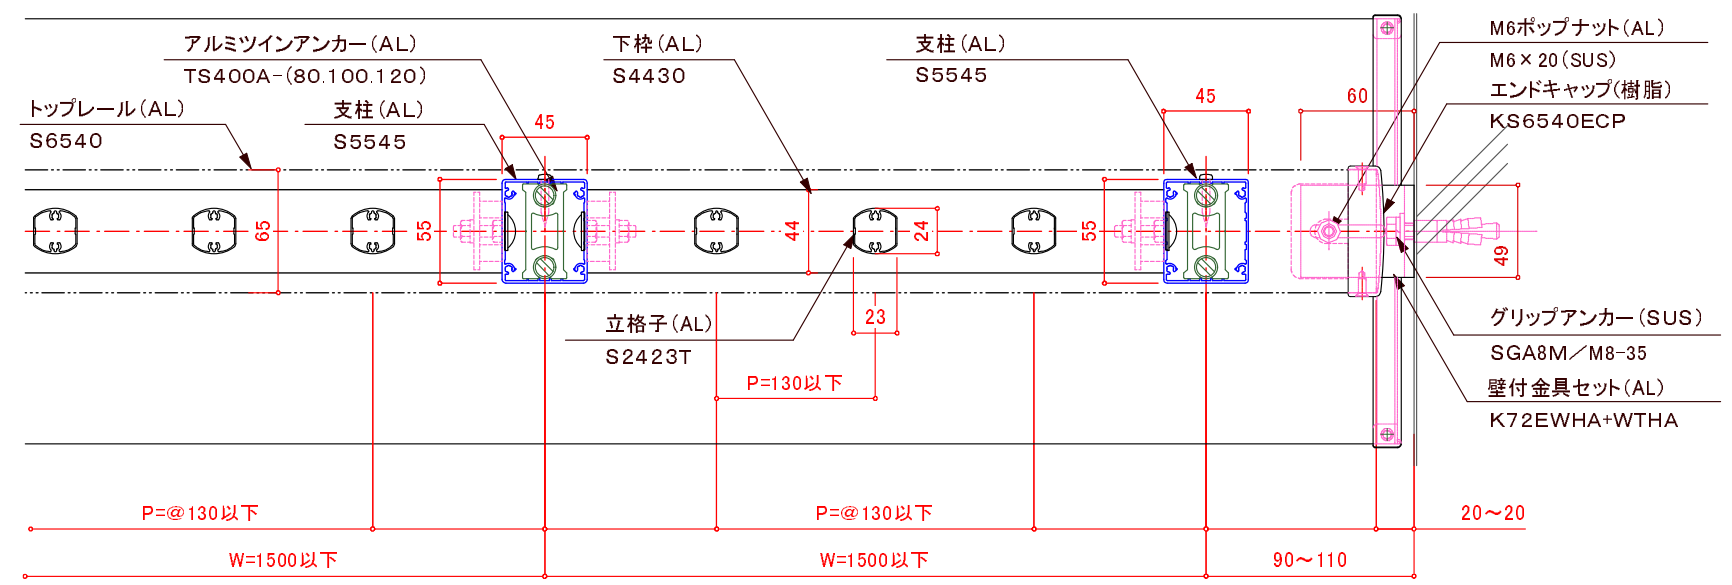 アルミツインアンカー(AL)
TS400A-(80.100.120)
下枠(AL)
S4430
支柱(AL)
S5545
M6ポップナット(AL)
M6×20(SUS)
エンドキャップ(樹脂)
KS6540ECP
トップレール(AL)
S6540
支柱(AL)
S5545
45
45
60
65
55
44
24
55
49
23
立格子(AL)
S2423T
P=130以下
グリップアンカー(SUS)
SGA8M/M8-35
壁付金具セット(AL)
K72EWHA+WTHA
P=@130以下
P=@130以下
20~20
W=1500以下
W=1500以下
90~110